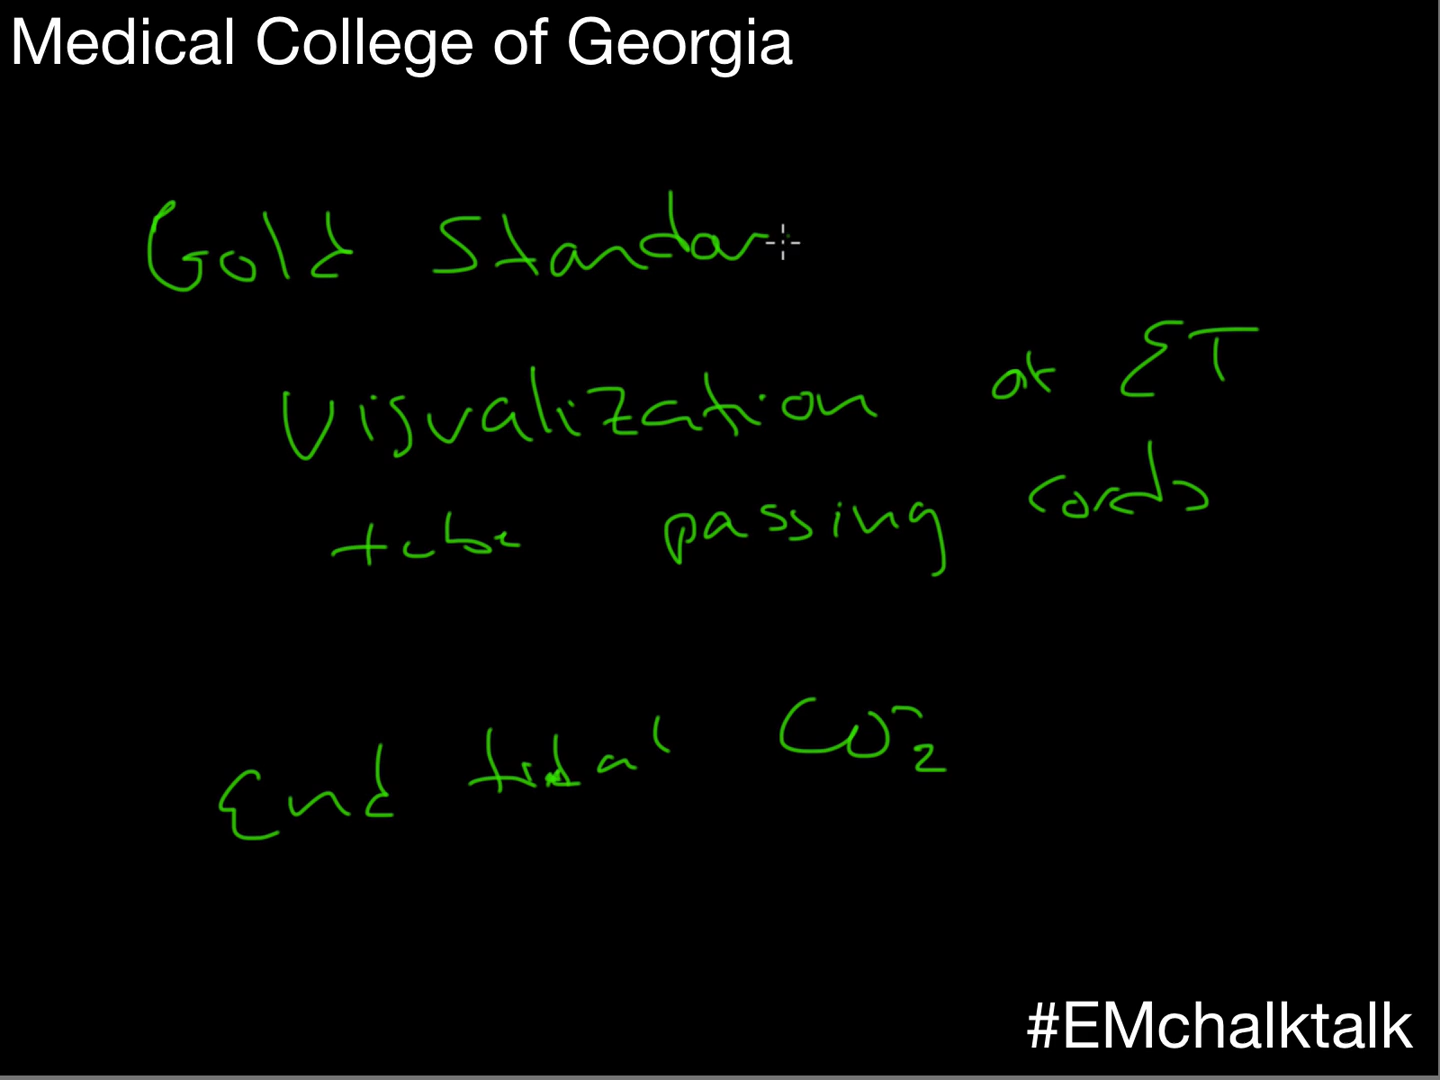 Medical College of Georgia
Gold Standar
Visualization of ET
tube passing cords
End tidal CO2
#EMchalktalk